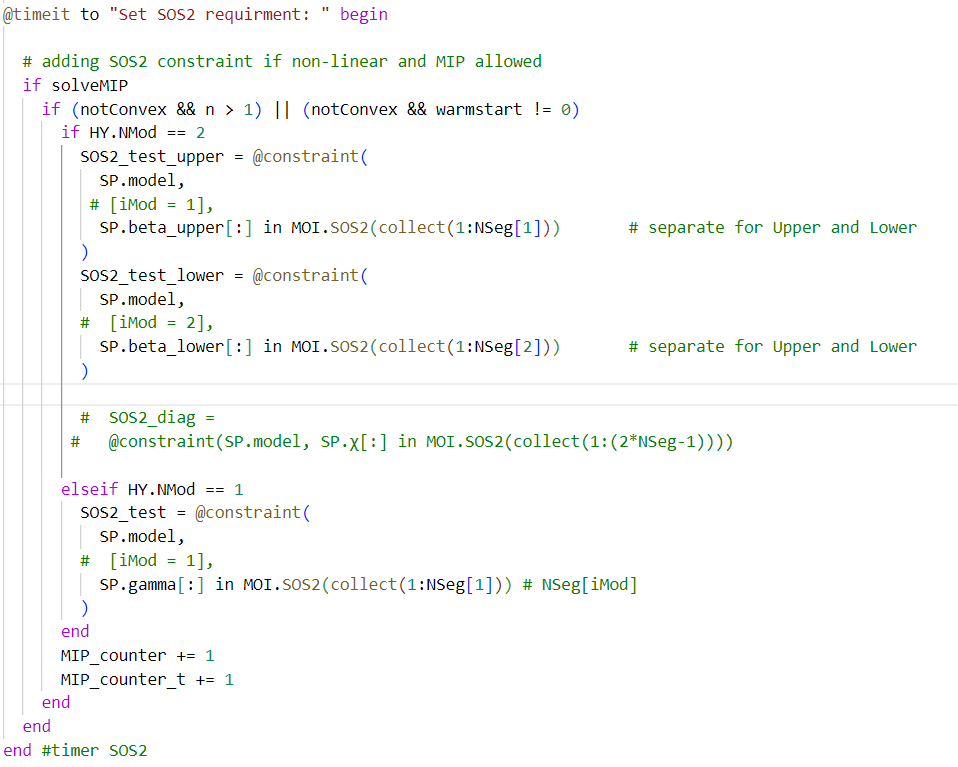 @timeit to "Set SOS2 requirment: " begin
# adding SOS2 constraint if non-linear and MIP allowed
if solveMIP
if (notConvex && n > 1) || (notConvex && warmstart != 0)
if HY.NMod == 2
SOS2_test_upper = @constraint(
SP.model,
# [iMod = 1],
SP.beta_upper[:] in MOI.SOS2(collect(1:NSeg[1])) # separate for Upper and Lower
)
SOS2_test_lower = @constraint(
SP.model,
# [iMod = 2],
SP.beta_lower[:] in MOI.SOS2(collect(1:NSeg[2])) # separate for Upper and Lower
)
# SOS2_diag =
# @constraint(SP.model, SP.χ[:] in MOI.SOS2(collect(1:(2*NSeg-1))))
elseif HY.NMod == 1
SOS2_test = @constraint(
SP.model,
# [iMod = 1],
SP.gamma[:] in MOI.SOS2(collect(1:NSeg[1])) # NSeg[iMod]
)
end
MIP_counter += 1
MIP_counter_t += 1
end
end
end #timer SOS2